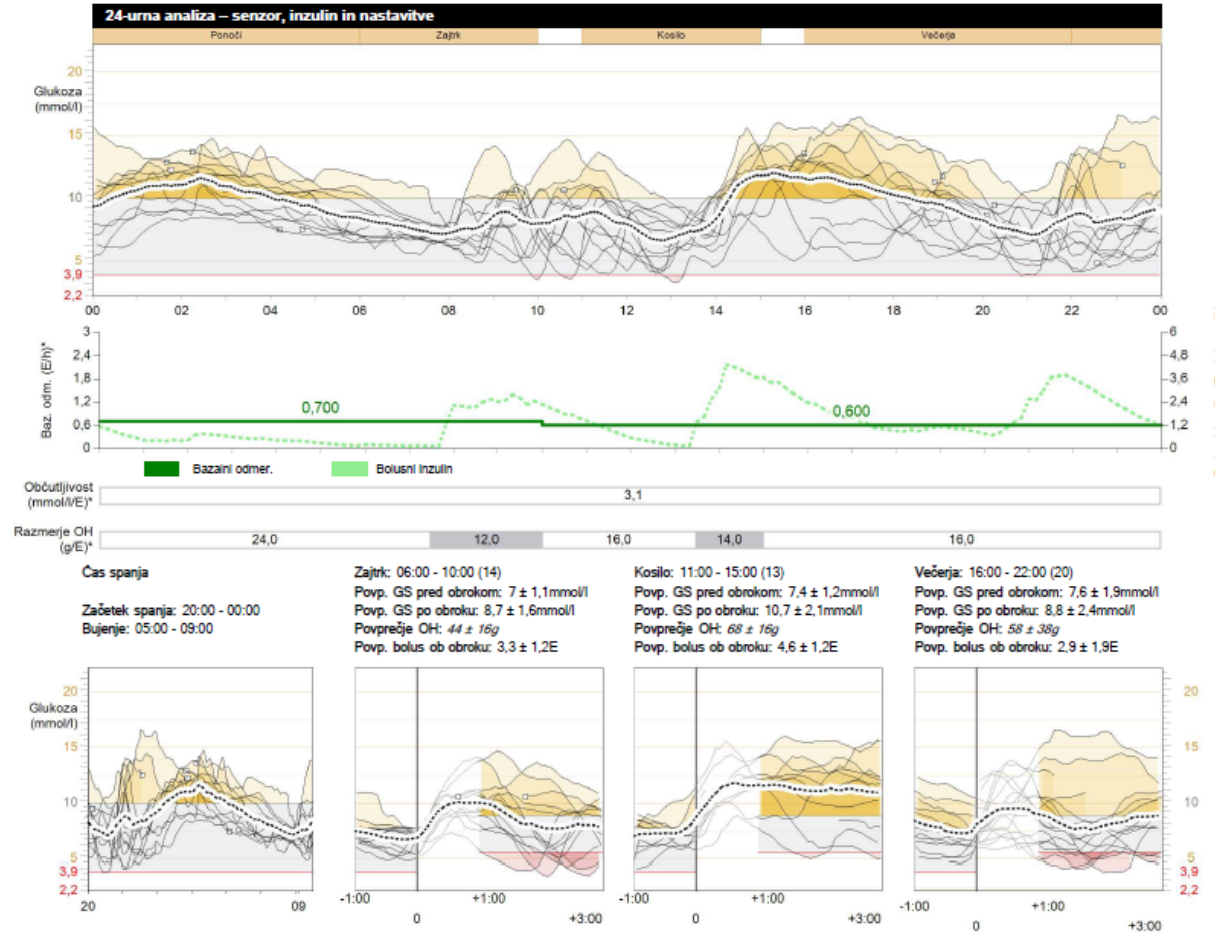 24-urna analiza – senzor, inzulin in nastavitve
Ponoči Zajtrk Kosilo Večerja
Glukoza
(mmol/l)
20
15
10
5
3,9
2,2
00 02 04 06 08 10 12 14 16 18 20 22 00
Baz. odm. (E/h)*
3
2,4
1,8
1,2
0,6
0
0,700
0,600
6
4,8
3,6
2,4
1,2
0
Bazalni odmer. Bolusni inzulin
Občutljivost
(mmol/l/E)*
3,1
Razmerje OH
(g/E)*
24,0 12,0 16,0 14,0 16,0
Čas spanja
Začetek spanja: 20:00 - 00:00
Bujenje: 05:00 - 09:00
Zajtrk: 06:00 - 10:00 (14)
Povp. GS pred obrokom: 7 ± 1,1mmol/l
Povp. GS po obroku: 8,7 ± 1,6mmol/l
Povprečje OH: 44 ± 16g
Povp. bolus ob obroku: 3,3 ± 1,2E
Kosilo: 11:00 - 15:00 (13)
Povp. GS pred obrokom: 7,4 ± 1,2mmol/l
Povp. GS po obroku: 10,7 ± 2,1mmol/l
Povprečje OH: 68 ± 16g
Povp. bolus ob obroku: 4,6 ± 1,2E
Večerja: 16:00 - 22:00 (20)
Povp. GS pred obrokom: 7,6 ± 1,9mmol/l
Povp. GS po obroku: 8,8 ± 2,4mmol/l
Povprečje OH: 58 ± 38g
Povp. bolus ob obroku: 2,9 ± 1,9E
Glukoza
(mmol/l)
20
15
10
5
3,9
2,2
20 09
-1:00 0 +1:00 +3:00
-1:00 0 +1:00 +3:00
-1:00 0 +1:00 +3:00
20
15
10
5
3,9
2,2